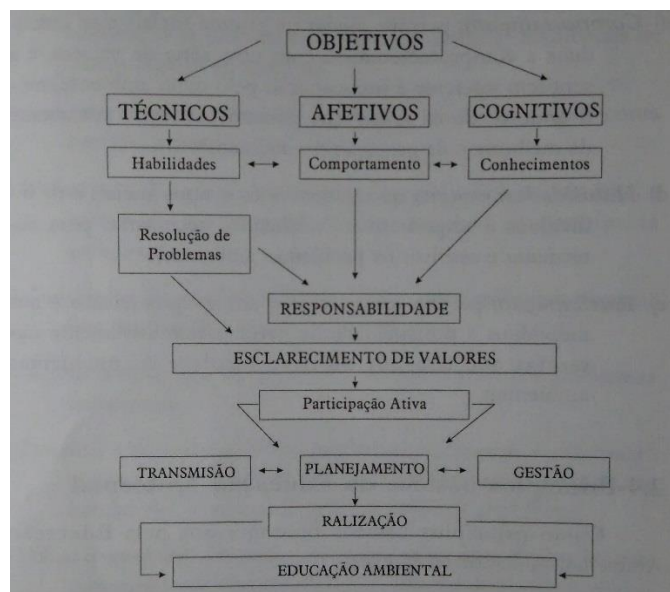 OBJETIVOS
TÉCNICOS
AFETIVOS
COGNITIVOS
Habilidades
Comportamento
Conhecimentos
Resolução de
Problemas
RESPONSABILIDADE
ESCLARECIMENTO DE VALORES
Participação Ativa
TRANSMISÃO
PLANEJAMENTO
GESTÃO
RALIZAÇÃO
EDUCAÇÃO AMBIENTAL